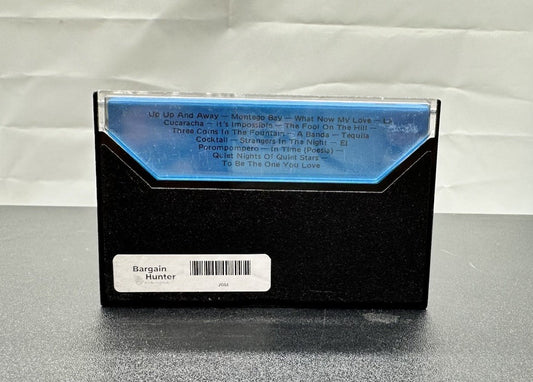 Up Up And Away — Montego Bay — What Now My Love — La
Cucaracha — It's Impossible — The Fool On The Hill —
Three Coins In The Fountain — A Banda — Tequila
Cocktail — Strangers In The Night — El
Porompompero — In Time (Poesia) —
Quiet Nights Of Quiet Stars —
To Be The One You Love
Bargain
Hunter